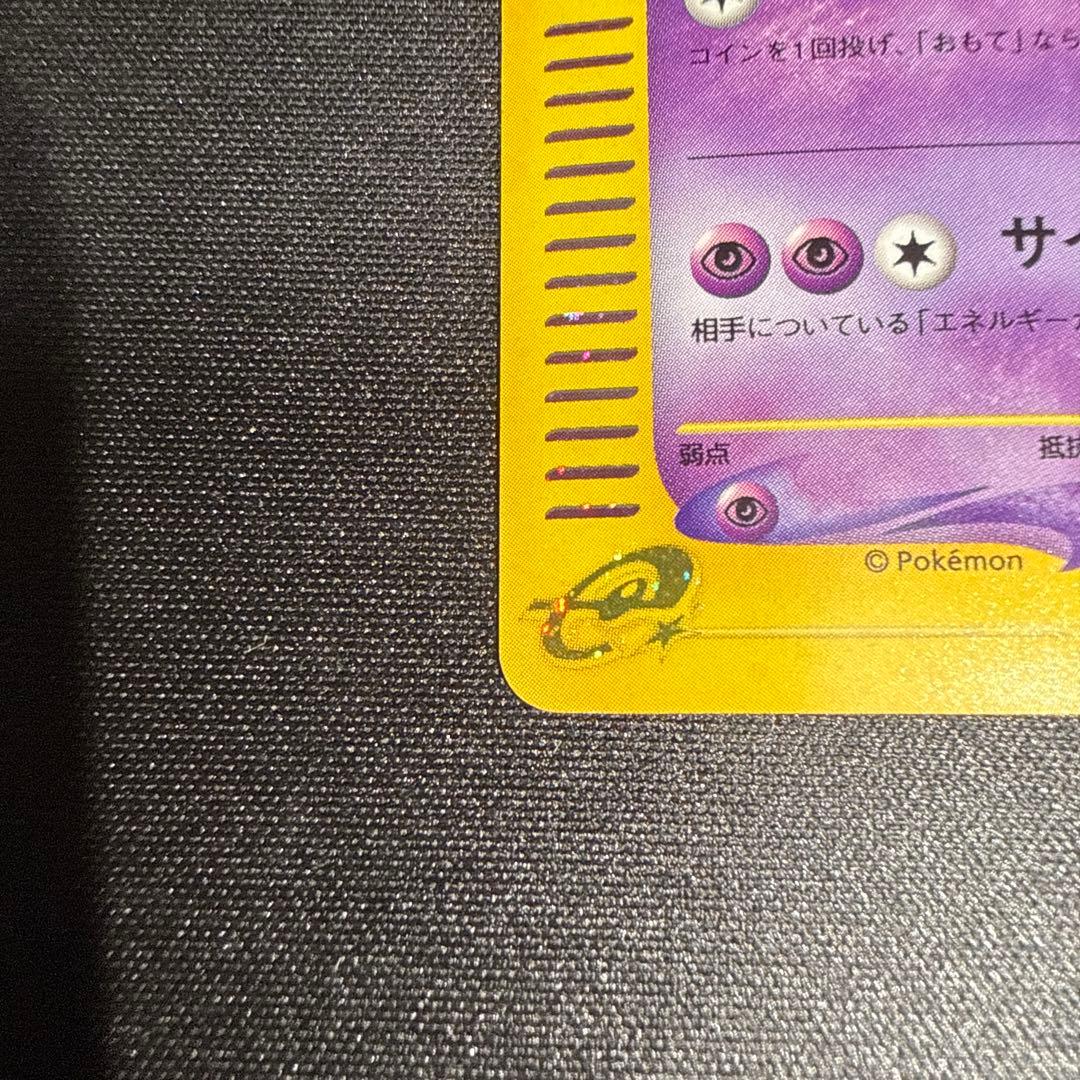 コインを1回投げ、「おもて」なら
サイ
相手についている「エネルギーカ
弱点
抵抗
© Pokémon